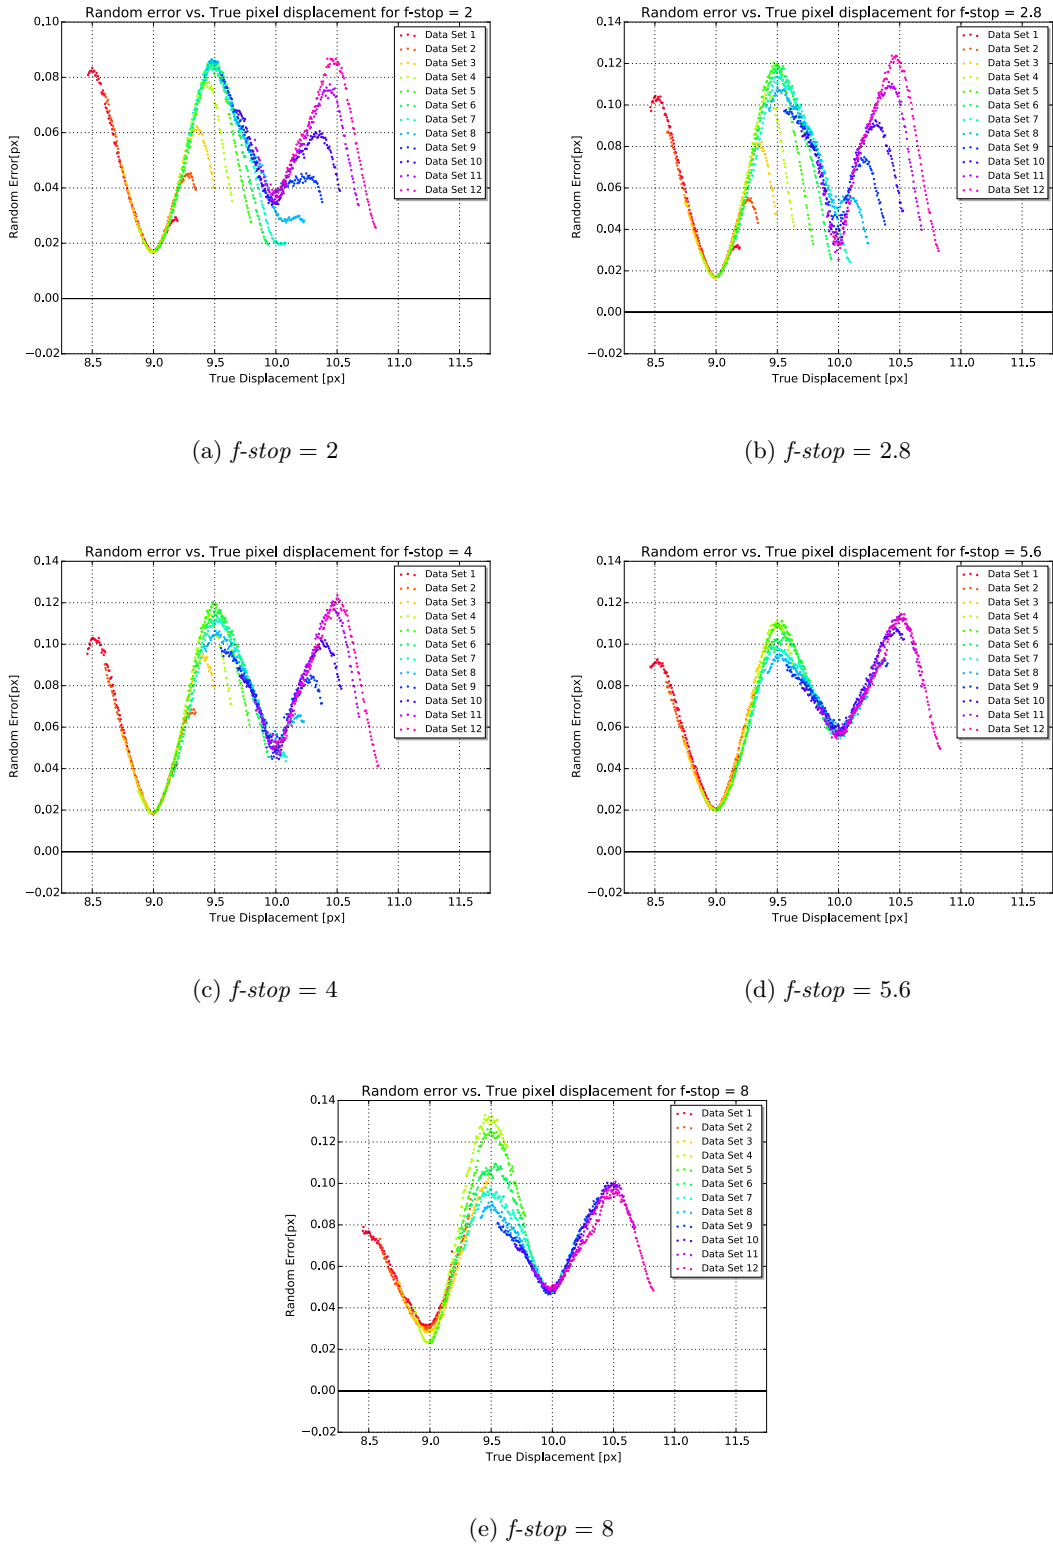 Random error vs. True pixel displacement for f-stop = 2
Random Error[px]
0.10
0.08
0.06
0.04
0.02
0.00
−0.02
8.5 9.0 9.5 10.0 10.5 11.0 11.5
True Displacement [px]
Data Set 1
Data Set 2
Data Set 3
Data Set 4
Data Set 5
Data Set 6
Data Set 7
Data Set 8
Data Set 9
Data Set 10
Data Set 11
Data Set 12
(a) f-stop = 2
Random error vs. True pixel displacement for f-stop = 2.8
Random Error[px]
0.14
0.12
0.10
0.08
0.06
0.04
0.02
0.00
−0.02
8.5 9.0 9.5 10.0 10.5 11.0 11.5
True Displacement [px]
Data Set 1
Data Set 2
Data Set 3
Data Set 4
Data Set 5
Data Set 6
Data Set 7
Data Set 8
Data Set 9
Data Set 10
Data Set 11
Data Set 12
(b) f-stop = 2.8
Random error vs. True pixel displacement for f-stop = 4
Random Error[px]
0.14
0.12
0.10
0.08
0.06
0.04
0.02
0.00
−0.02
8.5 9.0 9.5 10.0 10.5 11.0 11.5
True Displacement [px]
Data Set 1
Data Set 2
Data Set 3
Data Set 4
Data Set 5
Data Set 6
Data Set 7
Data Set 8
Data Set 9
Data Set 10
Data Set 11
Data Set 12
(c) f-stop = 4
Random error vs. True pixel displacement for f-stop = 5.6
Random Error[px]
0.14
0.12
0.10
0.08
0.06
0.04
0.02
0.00
−0.02
8.5 9.0 9.5 10.0 10.5 11.0 11.5
True Displacement [px]
Data Set 1
Data Set 2
Data Set 3
Data Set 4
Data Set 5
Data Set 6
Data Set 7
Data Set 8
Data Set 9
Data Set 10
Data Set 11
Data Set 12
(d) f-stop = 5.6
Random error vs. True pixel displacement for f-stop = 8
Random Error[px]
0.14
0.12
0.10
0.08
0.06
0.04
0.02
0.00
−0.02
8.5 9.0 9.5 10.0 10.5 11.0 11.5
True Displacement [px]
Data Set 1
Data Set 2
Data Set 3
Data Set 4
Data Set 5
Data Set 6
Data Set 7
Data Set 8
Data Set 9
Data Set 10
Data Set 11
Data Set 12
(e) f-stop = 8